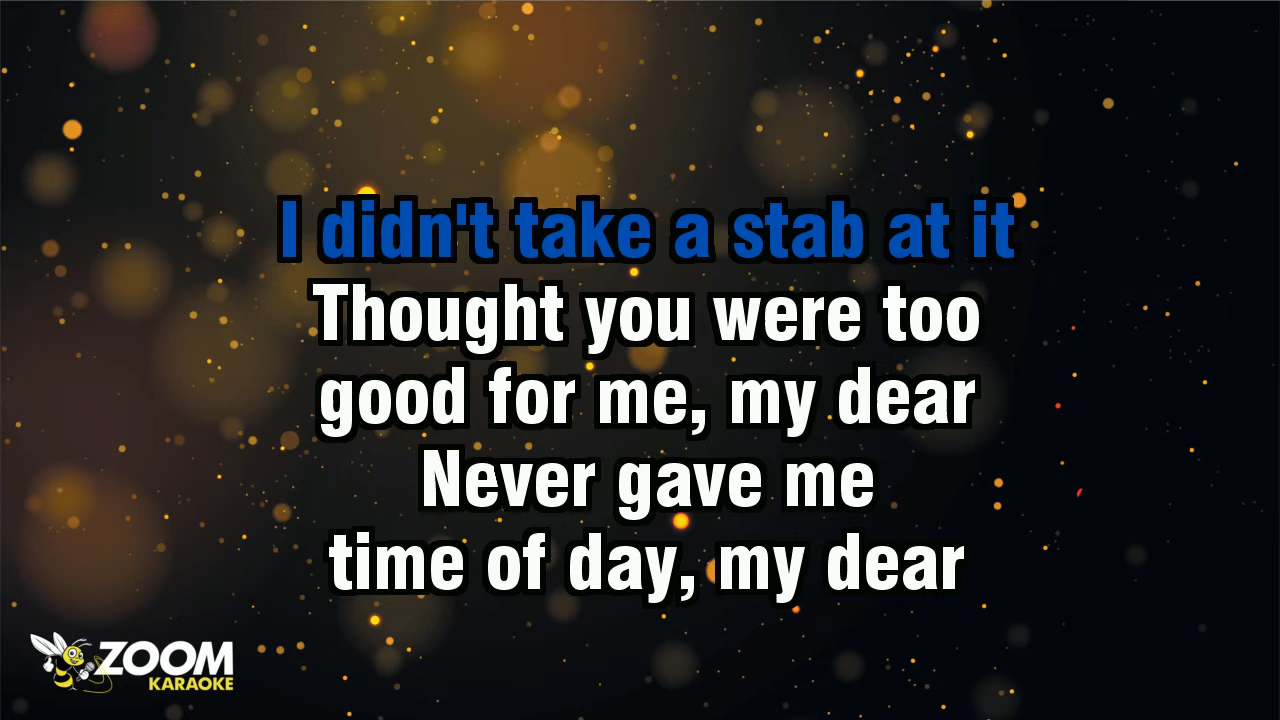 I didn't take a stab at it
Thought you were too
good for me, my dear
Never gave me
time of day, my dear
ZOOM
KARAOKE